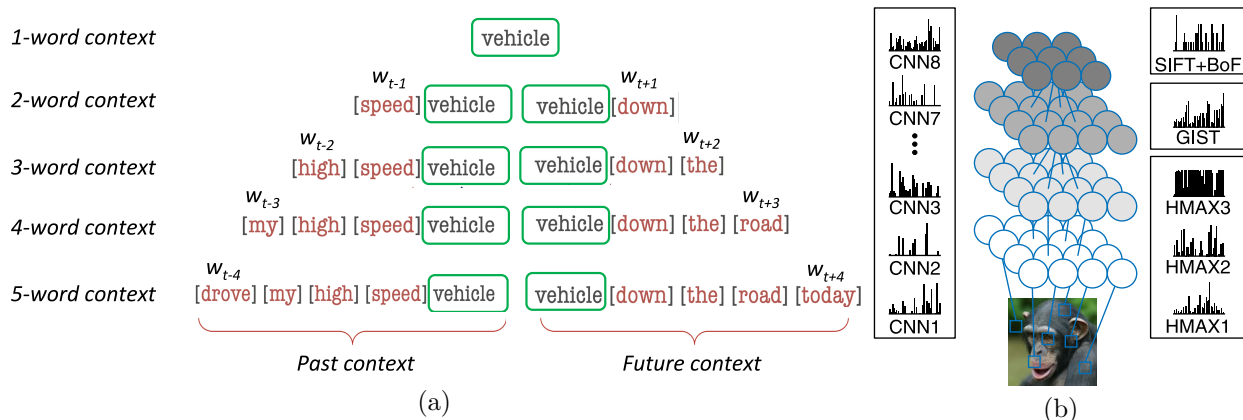 1-word context
vehicle
w_{t-1} w_{t+1}
2-word context [speed] vehicle vehicle [down]
w_{t-2} w_{t+2}
3-word context [high] [speed] vehicle vehicle [down] [the]
w_{t-3} w_{t+3}
4-word context [my] [high] [speed] vehicle vehicle [down] [the] [road]
w_{t-4} w_{t+4}
5-word context [drove] [my] [high] [speed] vehicle vehicle [down] [the] [road] [today]
Past context Future context
(a)
CNN8
CNN7
CNN3
CNN2
CNN1
SIFT+BoF
GIST
HMAX3
HMAX2
HMAX1
(b)